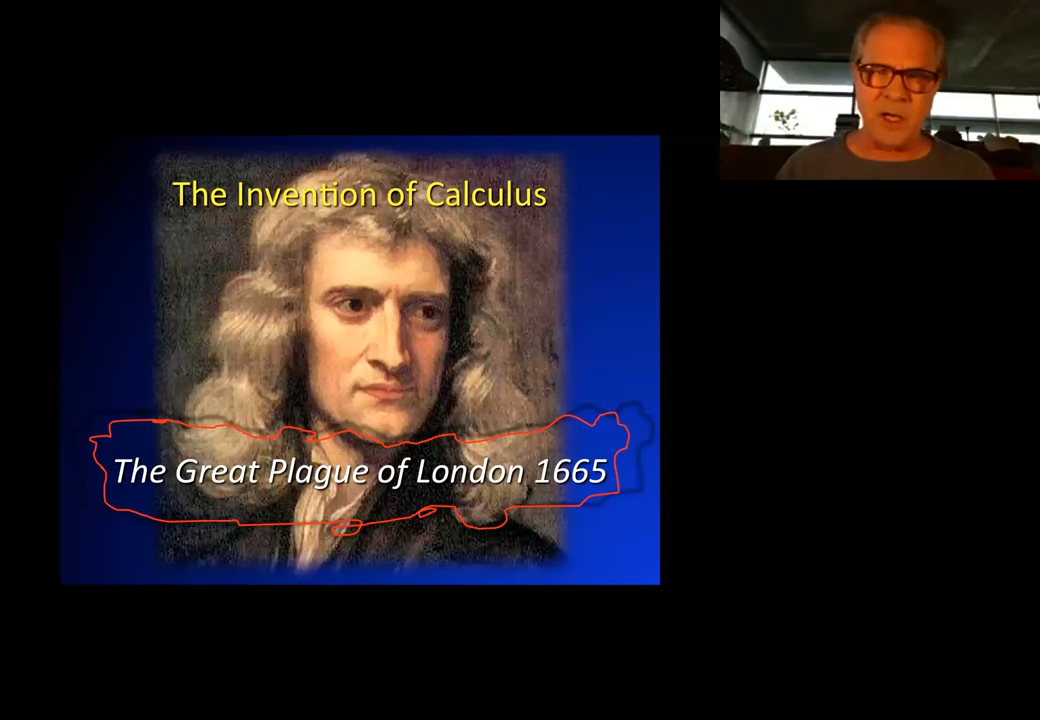 The Invention of Calculus
The Great Plague of London 1665